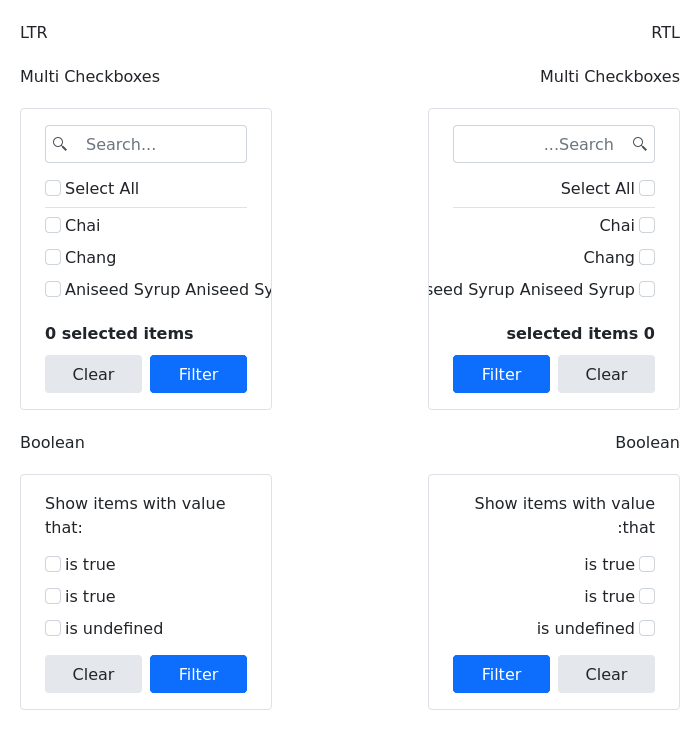 LTR
RTL
Multi Checkboxes
Multi Checkboxes
Search...
...Search
Select All
Select All
Chai
Chai
Chang
Chang
Aniseed Syrup Aniseed Sy
seed Syrup Aniseed Syrup
0 selected items
selected items 0
Clear
Filter
Filter
Clear
Boolean
Boolean
Show items with value
that:
Show items with value
:that
is true
is true
is true
is true
is undefined
is undefined
Clear
Filter
Filter
Clear